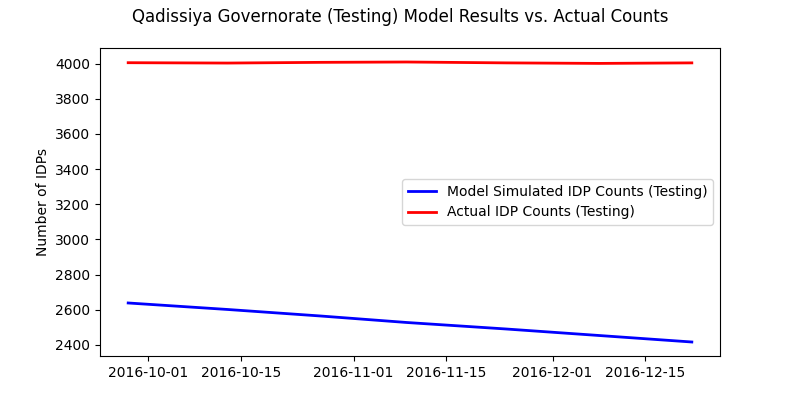 Qadissiya Governorate (Testing) Model Results vs. Actual Counts
Number of IDPs
4000
3800
3600
3400
3200
3000
2800
2600
2400
Model Simulated IDP Counts (Testing)
Actual IDP Counts (Testing)
2016-10-01 2016-10-15 2016-11-01 2016-11-15 2016-12-01 2016-12-15